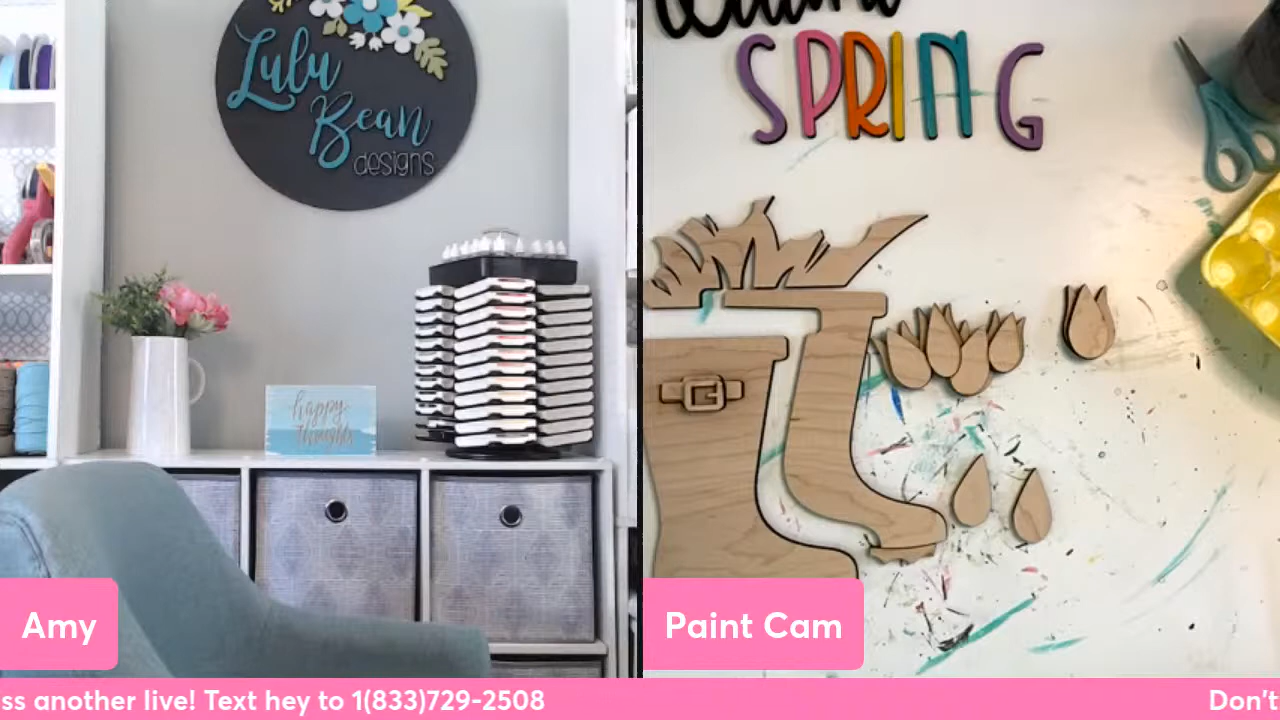 Lulu
Bean
designs
happy
thoughts
SPRING
Amy
Paint Cam
ss another live! Text hey to 1(833)729-2508
Don't